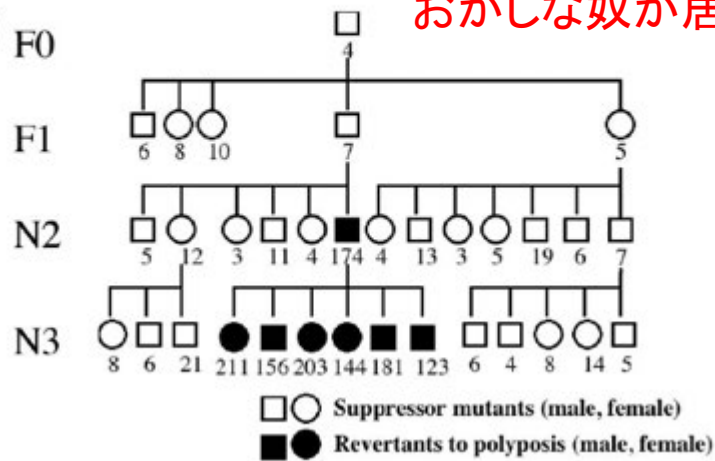 おかしな奴が居
F0
4
F1
6 8 10 7 5
N2
5 12 3 11 4 174 4 13 3 5 19 6 7
N3
8 6 21 211 156 203 144 181 123 6 4 8 14 5
Suppressor mutants (male, female)
Revertants to polyposis (male, female)